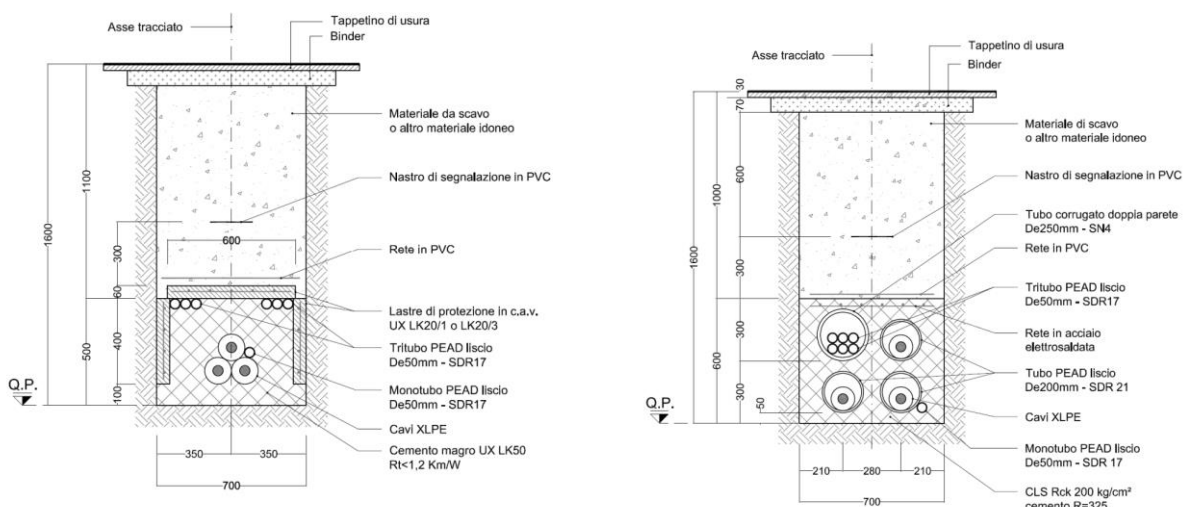 Asse tracciato
Tappetino di usura
Binder
Materiale da scavo
o altro materiale idoneo
Nastro di segnalazione in PVC
Rete in PVC
Lastre di protezione in c.a.v.
UX LK20/1 o LK20/3
Tritubo PEAD liscio
De50mm - SDR17
Monotubo PEAD liscio
De50mm - SDR17
Cavi XLPE
Cemento magro UX LK50
Rt<1,2 Km/W
1600
1100
500
300
60
400
100
600
Q.P.
350
350
700
Asse tracciato
Tappetino di usura
Binder
Materiale di scavo
o altro materiale idoneo
Nastro di segnalazione in PVC
Tubo corrugato doppia parete
De250mm - SN4
Rete in PVC
Tritubo PEAD liscio
De50mm - SDR17
Rete in acciaio
elettrosaldata
Tubo PEAD liscio
De200mm - SDR 21
Cavi XLPE
Monotubo PEAD liscio
De50mm - SDR 17
CLS Rck 200 kg/cm²
cemento R=325
1600
1000
600
30
70
600
300
300
300
50
Q.P.
210
280
210
700